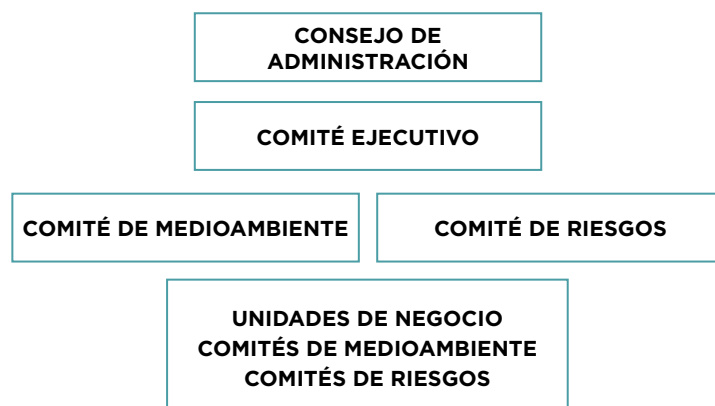 CONSEJO DE
ADMINISTRACIÓN
COMITÉ EJECUTIVO
COMITÉ DE MEDIOAMBIENTE
COMITÉ DE RIESGOS
UNIDADES DE NEGOCIO
COMITÉS DE MEDIOAMBIENTE
COMITÉS DE RIESGOS